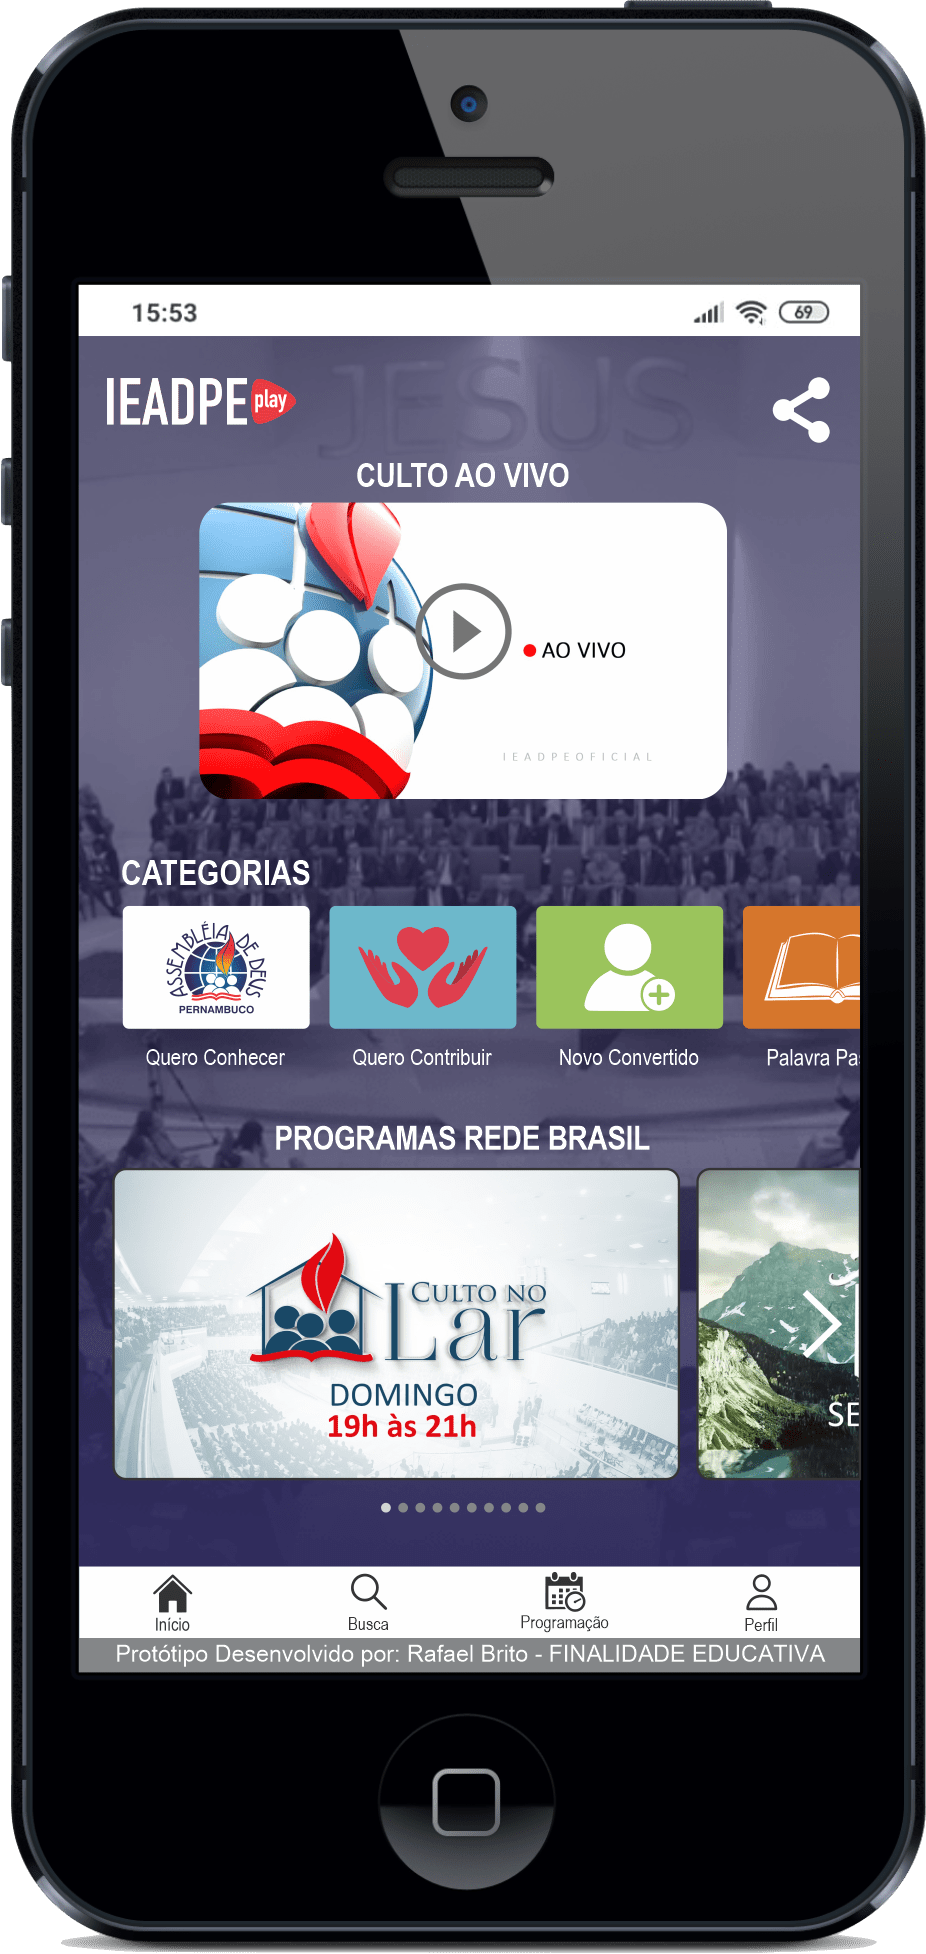 15:53
69
JESUS
IEADPE play
CULTO AO VIVO
AO VIVO
IEADPEOFICIAL
CATEGORIAS
ASSEMBLÉIA DE DEUS
PERNAMBUCO
Quero Conhecer
Quero Contribuir
Novo Convertido
Palavra Pas
PROGRAMAS REDE BRASIL
CULTO NO
Lar
DOMINGO
19h às 21h
SE
Início
Busca
Programação
Perfil
Protótipo Desenvolvido por: Rafael Brito - FINALIDADE EDUCATIVA